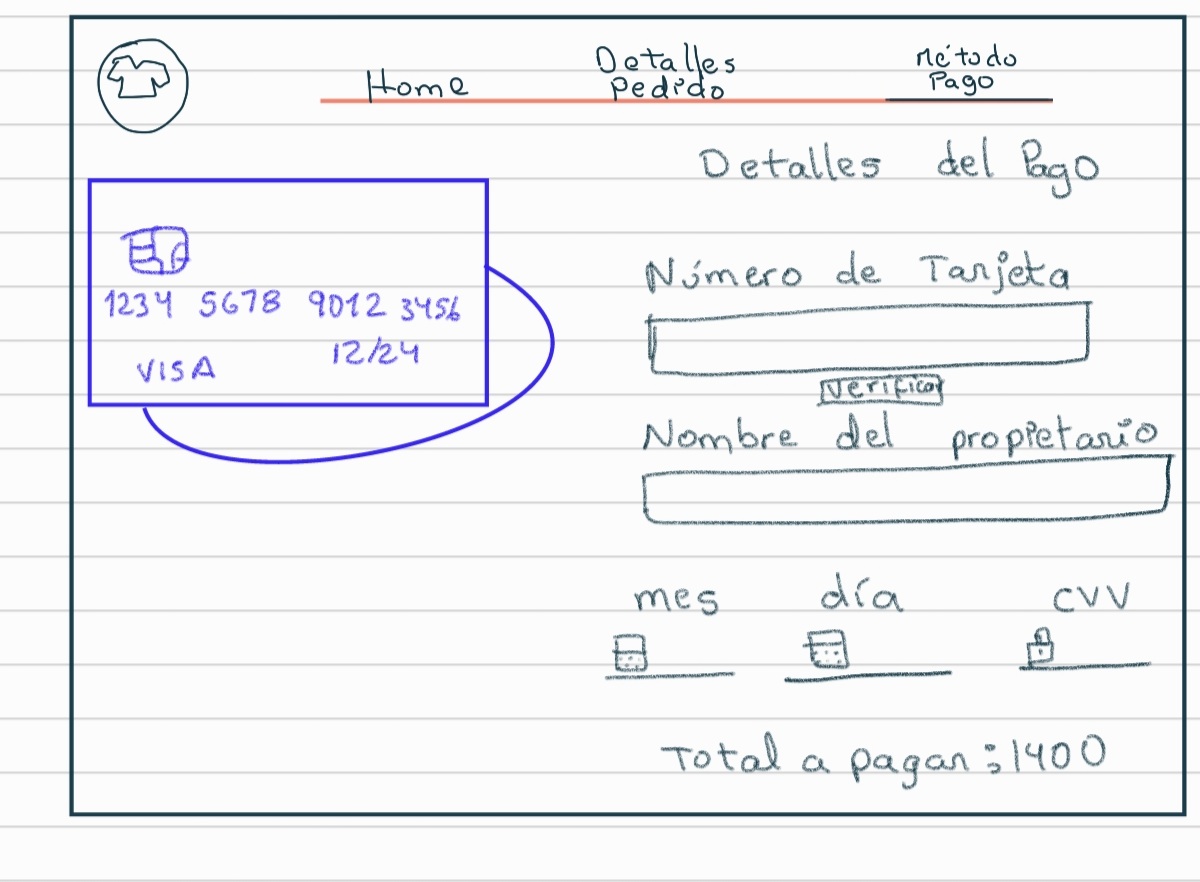 Home
Detalles
Pedido
Método
Pago
Detalles del Pago
1234 5678 9012 3456
12/24
VISA
Número de Tarjeta
Verificar
Nombre del propietario
mes día cvv
Total a pagar: 1400